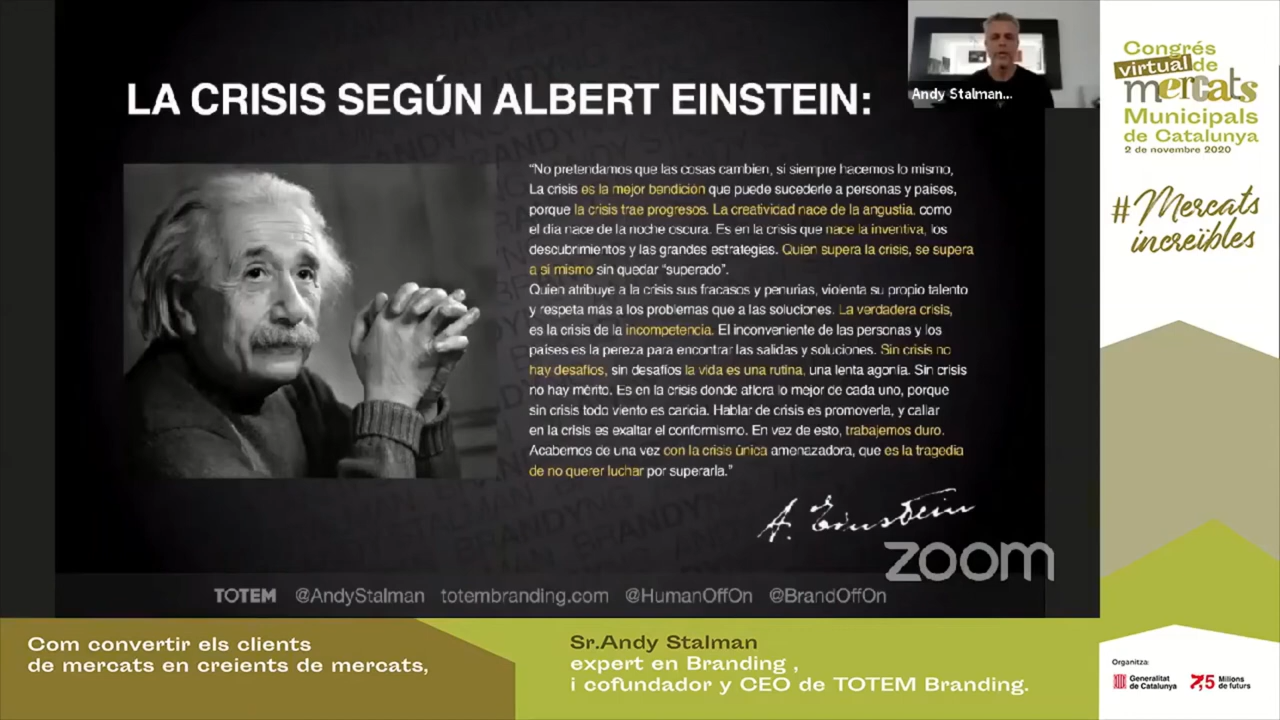 LA CRISIS SEGÚN ALBERT EINSTEIN:
"No pretendamos que las cosas cambien, si siempre hacemos lo mismo,
La crisis es la mejor bendición que puede sucederle a personas y países,
porque la crisis trae progresos. La creatividad nace de la angustia, como
el día nace de la noche oscura. Es en la crisis que nace la inventiva, los
descubrimientos y las grandes estrategias. Quien supera la crisis, se supera
a sí mismo sin quedar "superado".
Quien atribuye a la crisis sus fracasos y penurias, violenta su propio talento
y respeta más a los problemas que a las soluciones. La verdadera crisis,
es la crisis de la incompetencia. El inconveniente de las personas y los
países es la pereza para encontrar las salidas y soluciones. Sin crisis no
hay desafíos, sin desafíos la vida es una rutina, una lenta agonía. Sin crisis
no hay mérito. Es en la crisis donde aflora lo mejor de cada uno, porque
sin crisis todo viento es caricia. Hablar de crisis es promoverla, y callar
en la crisis es exaltar el conformismo. En vez de esto, trabajemos duro.
Acabemos de una vez con la crisis única amenazadora, que es la tragedia
de no querer luchar por superarla."
A. Einstein
zoom
TOTEM @AndyStalman totembranding.com @HumanOffOn @BrandOffOn
Andy Stalman...
Congrés
virtual de
mercats
Municipals
de Catalunya
2 de novembre 2020
#Mercats
increïbles
Com convertir els clients
de mercats en creients de mercats,
Sr.Andy Stalman
expert en Branding ,
i cofundador y CEO de TOTEM Branding.
Organitza:
Generalitat
de Catalunya
7,5 Milions
de futurs